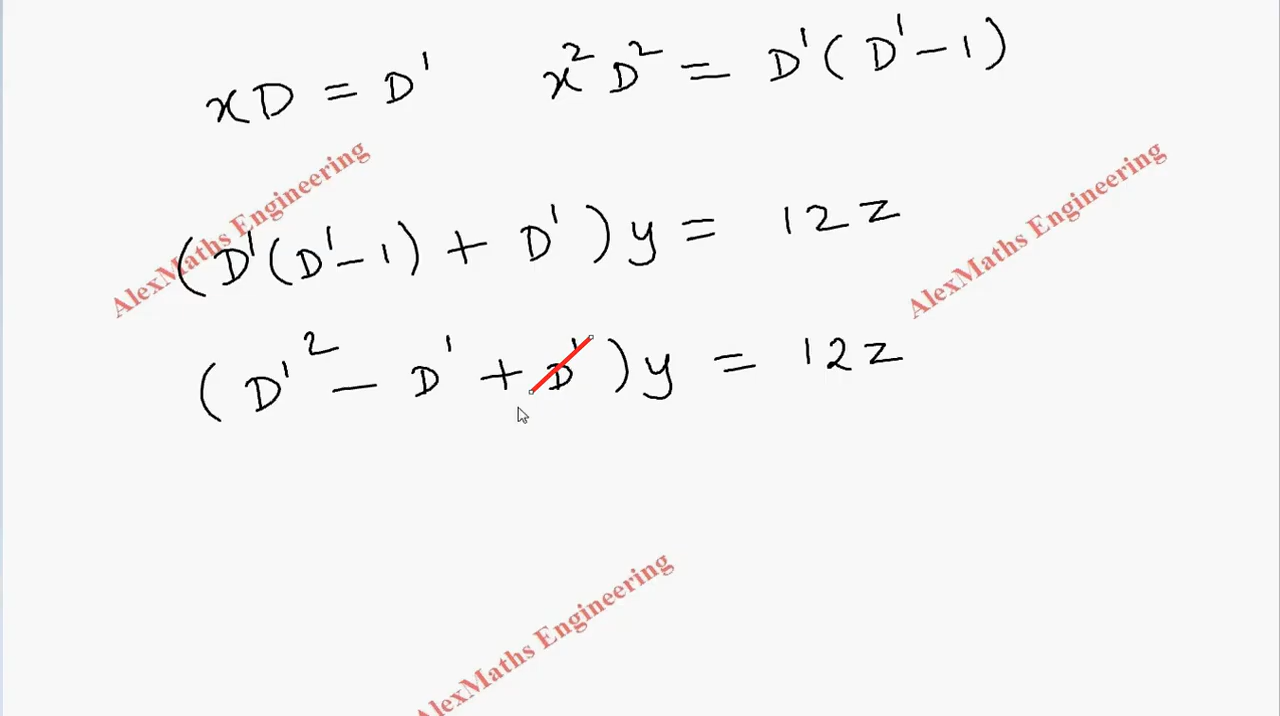 xD = D' x²D² = D'(D'-1)
AlexMaths Engineering
AlexMaths Engineering
(D'(D'-1) + D')y = 12z
(D'² - D' + D')y = 12z
AlexMaths Engineering